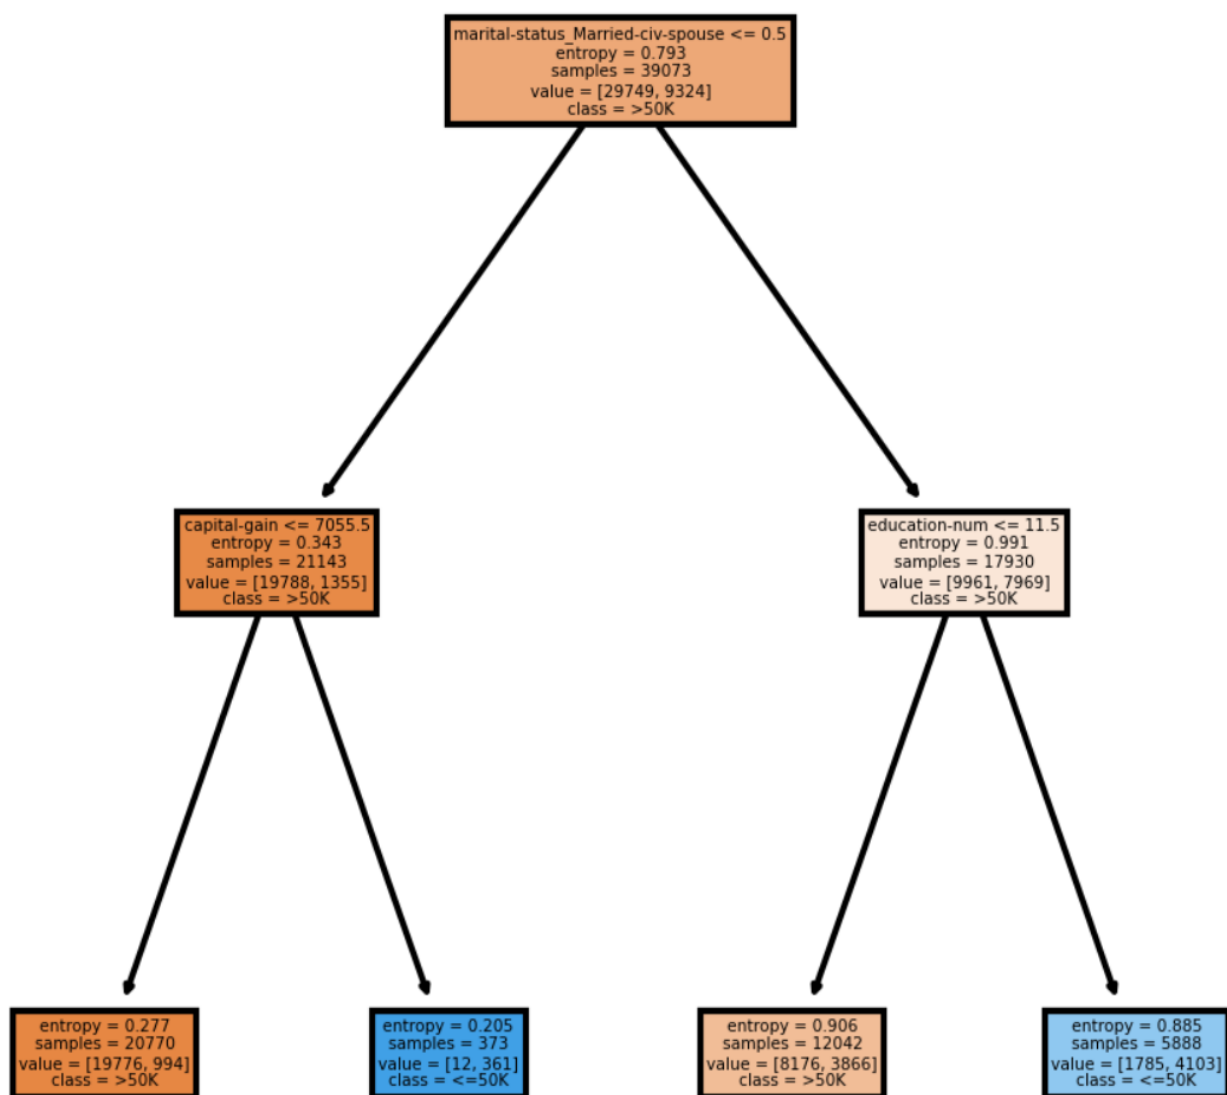 marital-status_Married-civ-spouse <= 0.5
entropy = 0.793
samples = 39073
value = [29749, 9324]
class = >50K
capital-gain <= 7055.5
entropy = 0.343
samples = 21143
value = [19788, 1355]
class = >50K
education-num <= 11.5
entropy = 0.991
samples = 17930
value = [9961, 7969]
class = >50K
entropy = 0.277
samples = 20770
value = [19776, 994]
class = >50K
entropy = 0.205
samples = 373
value = [12, 361]
class = <=50K
entropy = 0.906
samples = 12042
value = [8176, 3866]
class = >50K
entropy = 0.885
samples = 5888
value = [1785, 4103]
class = <=50K